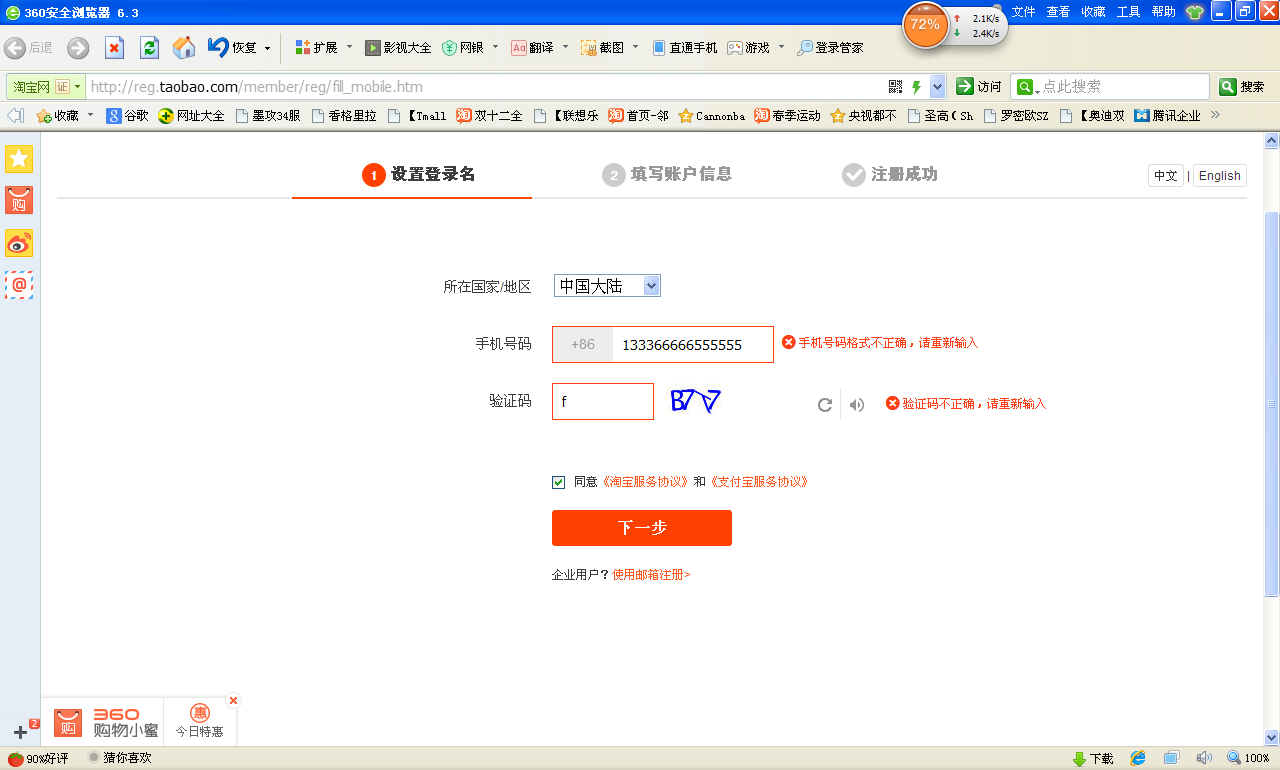 360安全浏览器 6.3
72%
2.1K/s
2.4K/s
文件 查看 收藏 工具 帮助
后退 恢复 扩展 影视大全 网银 Aa 翻译 截图 直通手机 游戏 登录管家
淘宝网 证 http://reg.taobao.com/member/reg/fill_mobile.htm 访问 点此搜索 搜索
收藏 谷歌 网址大全 墨攻34服 香格里拉 【Tmall 双十二全 【联想乐 首页-邻 Cannonba 春季运动 央视都不 圣高（Sh 罗密欧SZ 【奥迪双 腾讯企业 »
1 设置登录名 2 填写账户信息 注册成功 中文 | English
所在国家/地区 中国大陆
手机号码 +86 133366666555555 手机号码格式不正确，请重新输入
验证码 f 验证码不正确，请重新输入
同意《淘宝服务协议》和《支付宝服务协议》
下一步
企业用户？使用邮箱注册>
购 360 购物小蜜 惠 今日特惠
2
90%好评 猜你喜欢 下载 100%